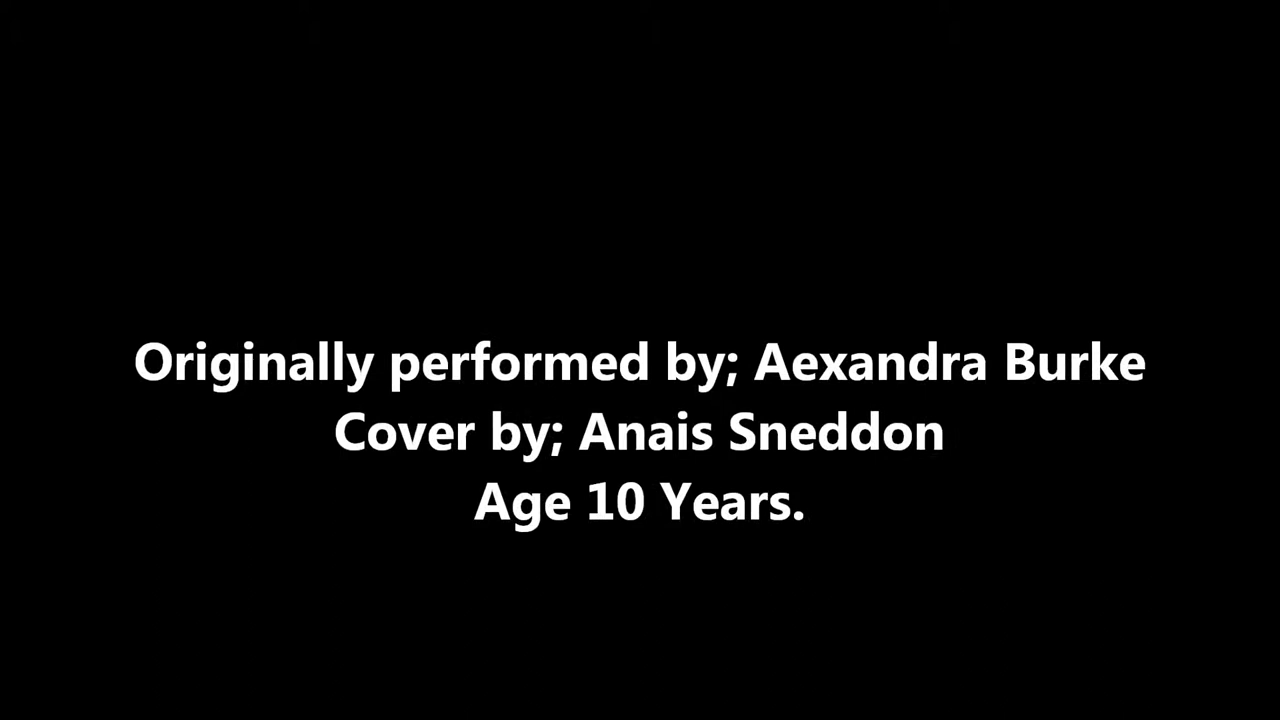 Originally performed by; Aexandra Burke
Cover by; Anais Sneddon
Age 10 Years.